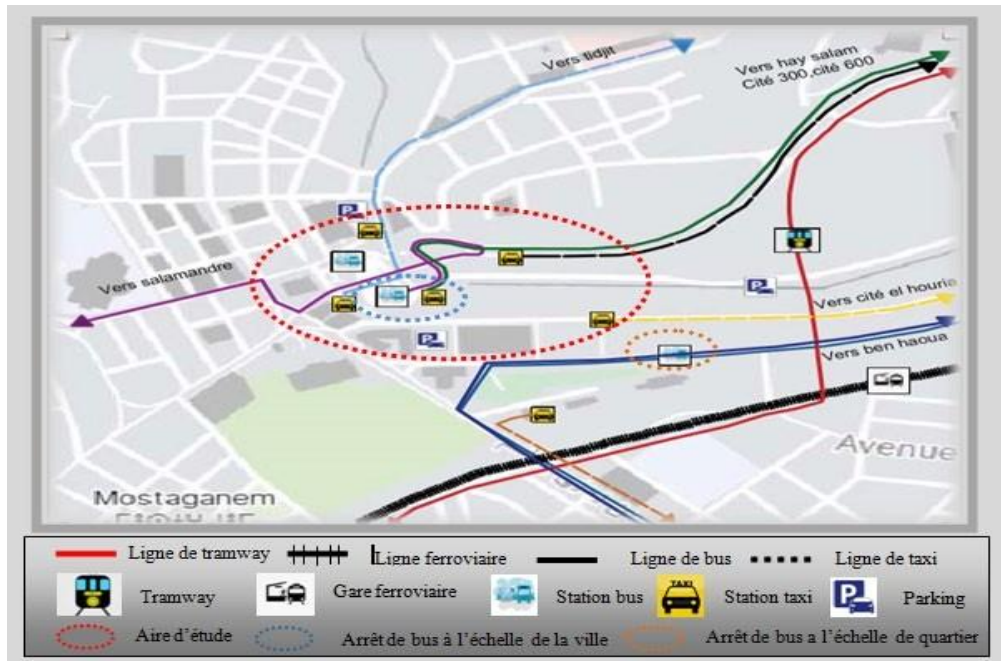 Vers tidjit
Vers hay salam
Cité 300,cité 600
Vers salamandre
Vers cité el houria
Vers ben haoua
Avenue
Mostaganem
Ligne de tramway
Ligne ferroviaire
Ligne de bus
Ligne de taxi
Tramway
Gare ferroviaire
Station bus
TAXI
Station taxi
P
Parking
Aire d'étude
Arrêt de bus à l'échelle de la ville
Arrêt de bus a l'échelle de quartier